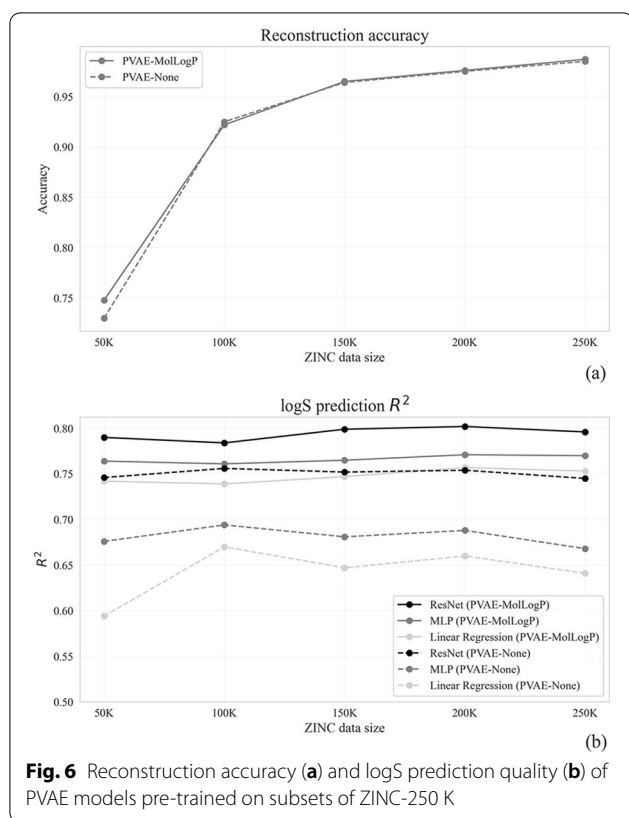 Reconstruction accuracy
PVAE-MolLogP
PVAE-None
0.95
0.90
0.85
0.80
0.75
Accuracy
50K 100K 150K 200K 250K
ZINC data size
(a)
logS prediction R²
0.80
0.75
0.70
0.65
0.60
0.55
0.50
R²
ResNet (PVAE-MolLogP)
MLP (PVAE-MolLogP)
Linear Regression (PVAE-MolLogP)
ResNet (PVAE-None)
MLP (PVAE-None)
Linear Regression (PVAE-None)
50K 100K 150K 200K 250K
ZINC data size
(b)
Fig. 6 Reconstruction accuracy (a) and logS prediction quality (b) of
PVAE models pre-trained on subsets of ZINC-250 K